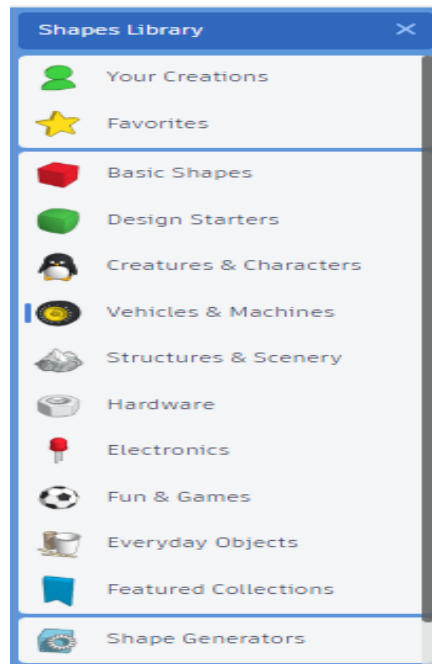 Shapes Library
Your Creations
Favorites
Basic Shapes
Design Starters
Creatures & Characters
Vehicles & Machines
Structures & Scenery
Hardware
Electronics
Fun & Games
Everyday Objects
Featured Collections
Shape Generators